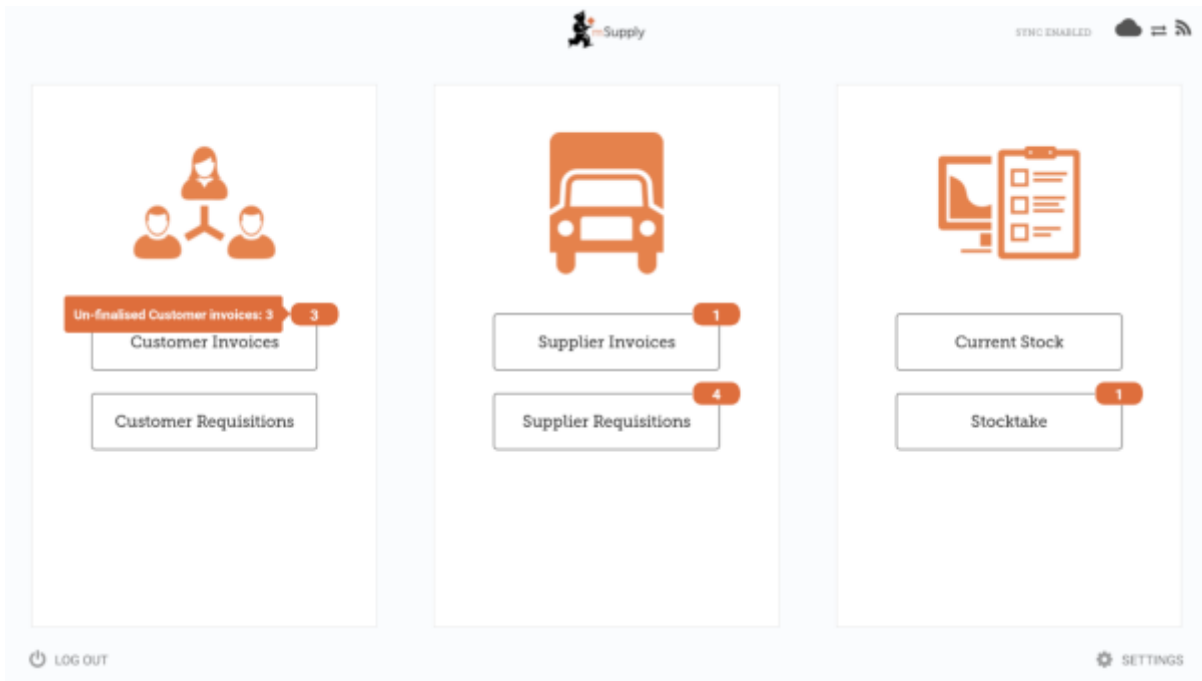 mSupply
SYNC ENABLED
Un-finalised Customer invoices: 3
3
Customer Invoices
Customer Requisitions
1
Supplier Invoices
4
Supplier Requisitions
Current Stock
1
Stocktake
LOG OUT
SETTINGS